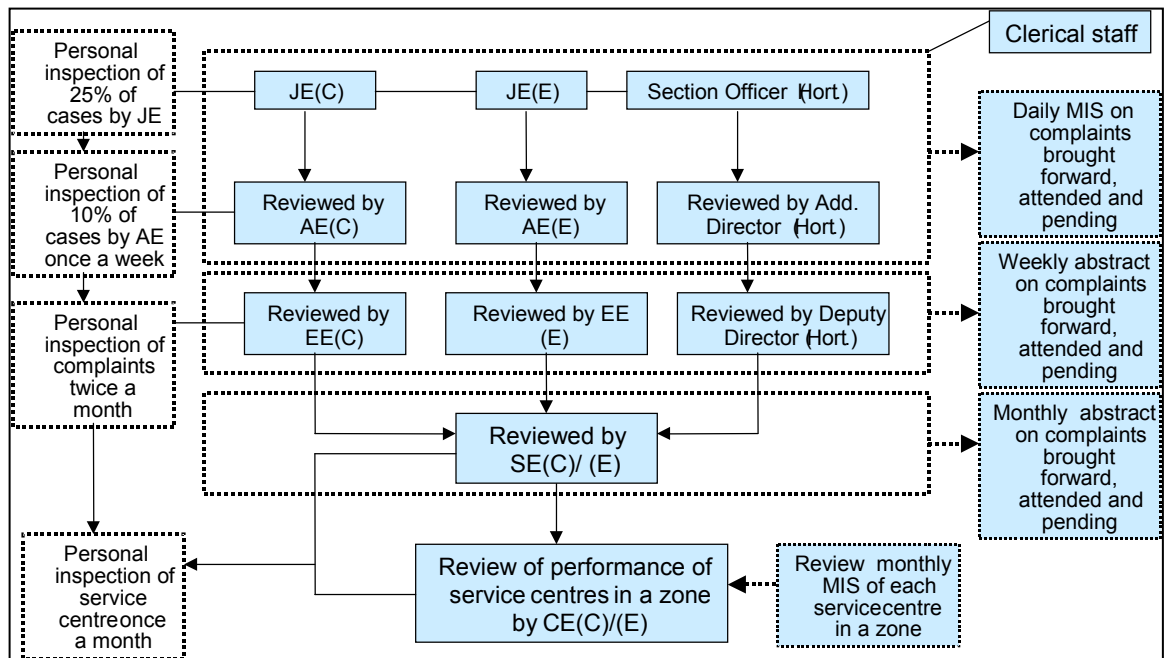 Clerical staff
Personal
inspection of
25% of
cases by JE
JE(C)
JE(E)
Section Officer (Hort.)
Daily MIS on
complaints
brought
forward,
attended and
pending
Personal
inspection of
10% of
cases by AE
once a week
Reviewed by
AE(C)
Reviewed by
AE(E)
Reviewed by Add.
Director (Hort.)
Weekly abstract
on complaints
brought
forward,
attended and
pending
Personal
inspection of
complaints
twice a
month
Reviewed by
EE(C)
Reviewed by EE
(E)
Reviewed by Deputy
Director (Hort.)
Monthly abstract
on complaints
brought
forward,
attended and
pending
Reviewed by
SE(C)/ (E)
Personal
inspection of
service
centre once
a month
Review of performance of
service centres in a zone
by CE(C)/(E)
Review monthly
MIS of each
servicecentre
in a zone